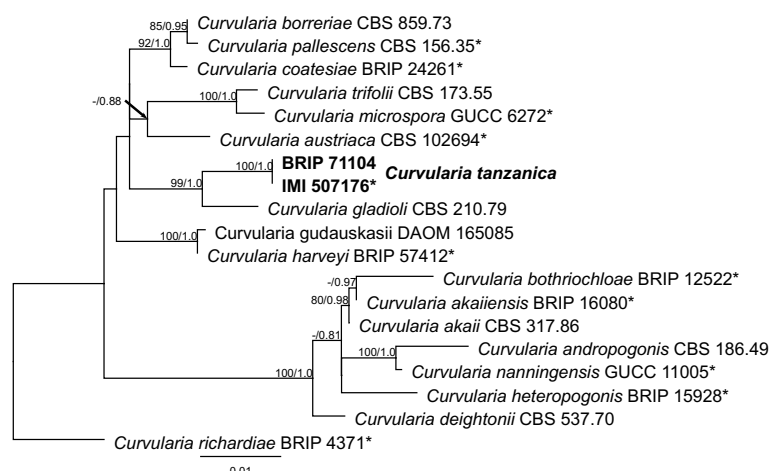 85/0.95
Curvularia borreriae CBS 859.73
92/1.0
Curvularia pallescens CBS 156.35*
Curvularia coatesiae BRIP 24261*
-/0.88
100/1.0
Curvularia trifolii CBS 173.55
Curvularia microspora GUCC 6272*
Curvularia austriaca CBS 102694*
100/1.0
BRIP 71104
Curvularia tanzanica
IMI 507176*
99/1.0
Curvularia gladioli CBS 210.79
100/1.0
Curvularia gudauskasii DAOM 165085
Curvularia harveyi BRIP 57412*
-/0.97
Curvularia bothriochloae BRIP 12522*
80/0.98
Curvularia akaiiensis BRIP 16080*
Curvularia akaii CBS 317.86
-/0.81
100/1.0
Curvularia andropogonis CBS 186.49
Curvularia nanningensis GUCC 11005*
100/1.0
Curvularia heteropogonis BRIP 15928*
Curvularia deightonii CBS 537.70
Curvularia richardiae BRIP 4371*
0.01